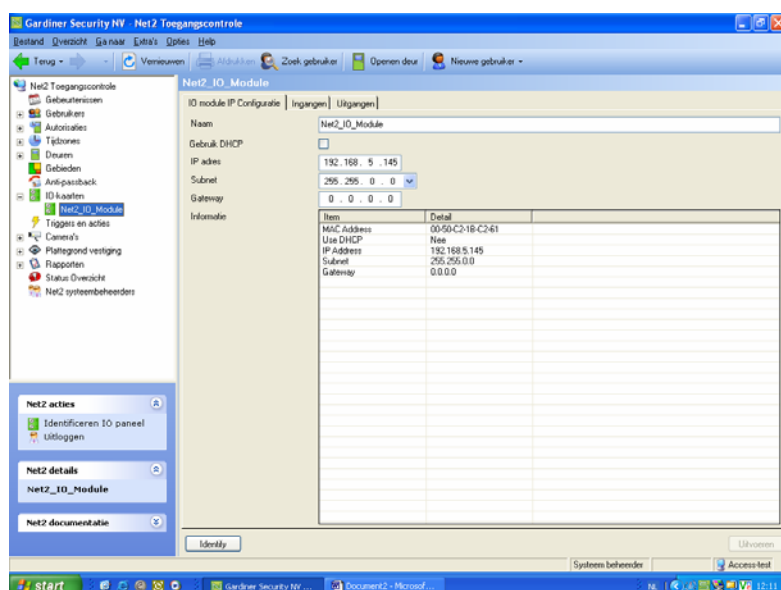 Gardiner Security NV - Net2 Toegangscontrole
Bestand Overzicht Ga naar Extra's Opties Help
Terug Vernieuwen Afdrukken Zoek gebruiker Openen deur Nieuwe gebruiker
Net2 Toegangscontrole
Gebeurtenissen
Gebruikers
Autorisaties
Tijdzones
Deuren
Gebieden
Anti-passback
IO kaarten
Net2_IO_Module
Triggers en acties
Camera's
Plattegrond vestiging
Rapporten
Status Overzicht
Net2 systeembeheerders
Net2 acties
Identificeren IO paneel
Uitloggen
Net2 details
Net2_IO_Module
Net2 documentatie
Net2_IO_Module
IO module IP Configuratie Ingangen Uitgangen
Naam Net2_IO_Module
Gebruik DHCP
IP adres 192.168. 5 .145
Subnet 255.255. 0 . 0
Gateway 0 . 0 . 0 . 0
Informatie
Item Detail
MAC Address 00-50-C2-1B-C2-61
Use DHCP Nee
IP Address 192.168.5.145
Subnet 255.255.0.0
Gateway 0.0.0.0
Identify Uitvoeren
Systeem beheerder Access-test
start Gardiner Security NV ... Document2 - Microsof... NL 12:11